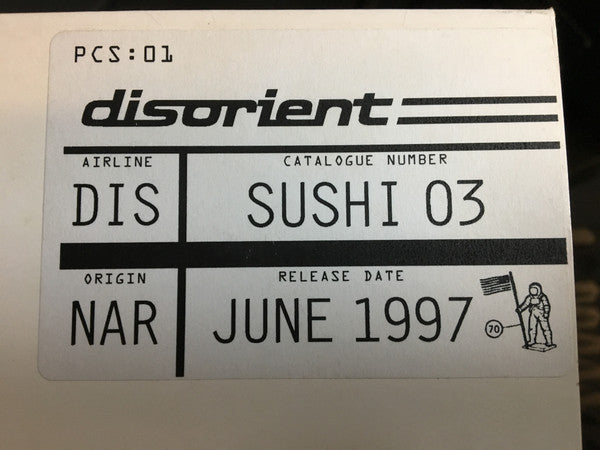 PCS:01
disorient
AIRLINE
DIS
CATALOGUE NUMBER
SUSHI 03
ORIGIN
NAR
RELEASE DATE
JUNE 1997
70